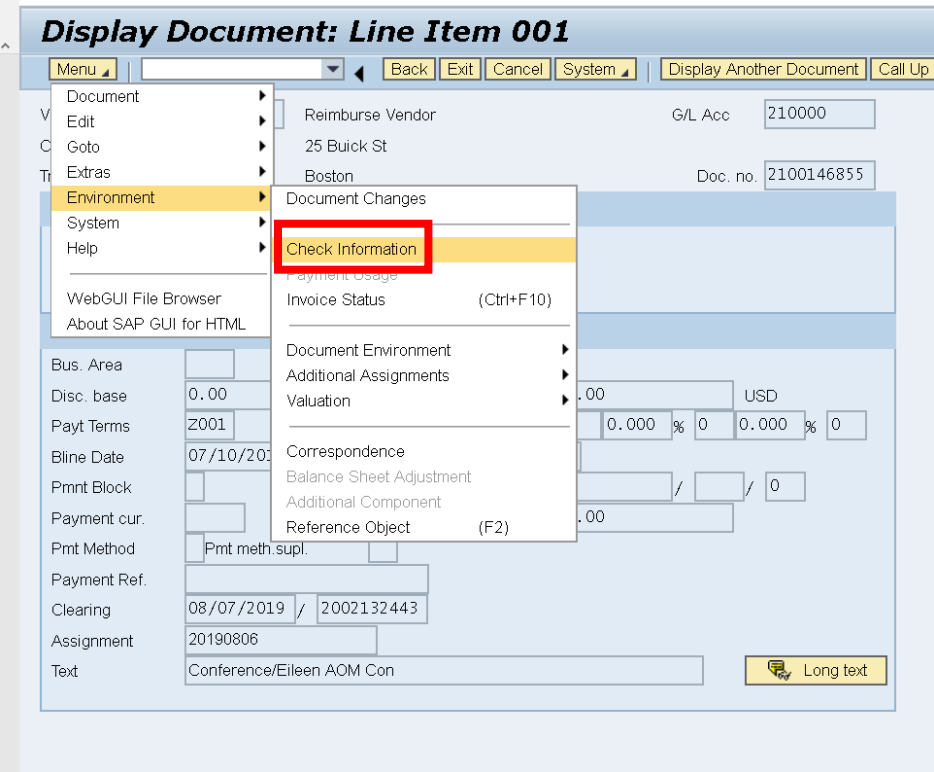 Display Document: Line Item 001
Menu Back Exit Cancel System Display Another Document Call Up
Document
Edit
Goto
Extras
Environment
System
Help
WebGUI File Browser
About SAP GUI for HTML
Reimburse Vendor G/L Acc 210000
25 Buick St
Boston Doc. no. 2100146855
Document Changes
Check Information
Payment Usage
Invoice Status (Ctrl+F10)
Document Environment
Additional Assignments
Valuation
Correspondence
Balance Sheet Adjustment
Additional Component
Reference Object (F2)
Bus. Area
Disc. base 0.00 .00 USD
Payt Terms Z001 0.000 % 0 0.000 % 0
Bline Date 07/10/201
Pmnt Block / / 0
Payment cur. .00
Pmt Method Pmt meth.supl.
Payment Ref.
Clearing 08/07/2019 / 2002132443
Assignment 20190806
Text Conference/Eileen AOM Con Long text